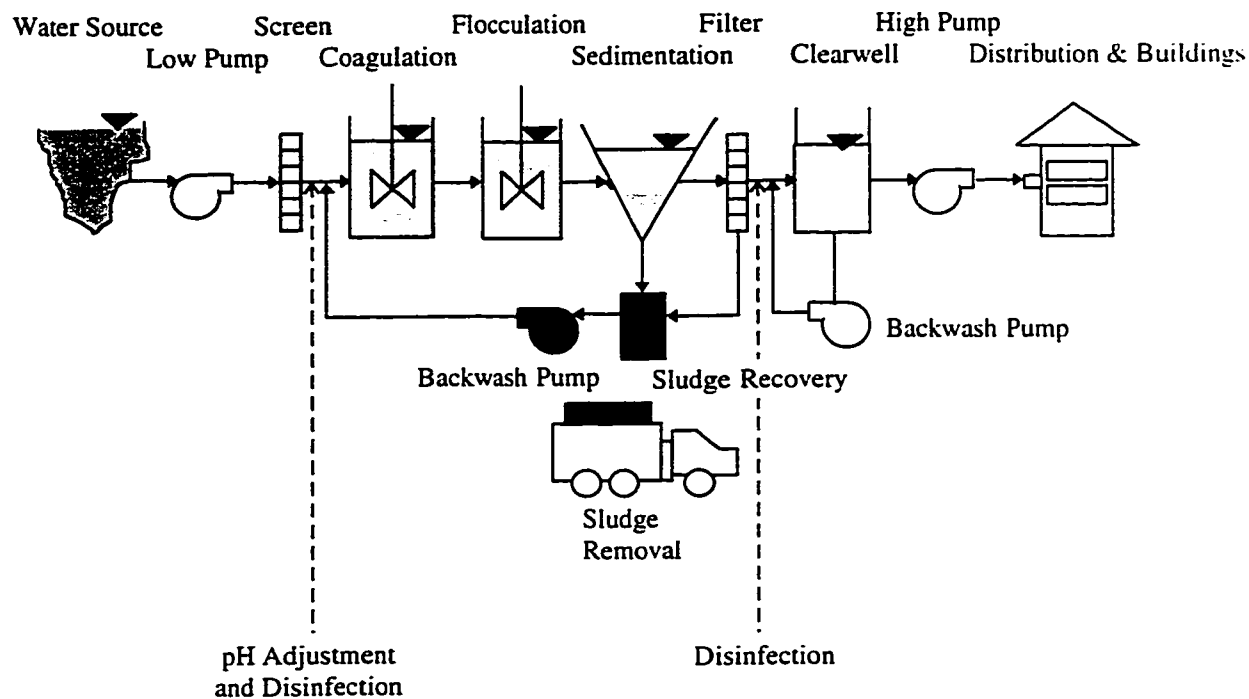 Water Source
Screen
Flocculation
Filter
High Pump
Low Pump
Coagulation
Sedimentation
Clearwell
Distribution & Buildings
Backwash Pump
Backwash Pump
Sludge Recovery
Sludge
Removal
pH Adjustment
and Disinfection
Disinfection